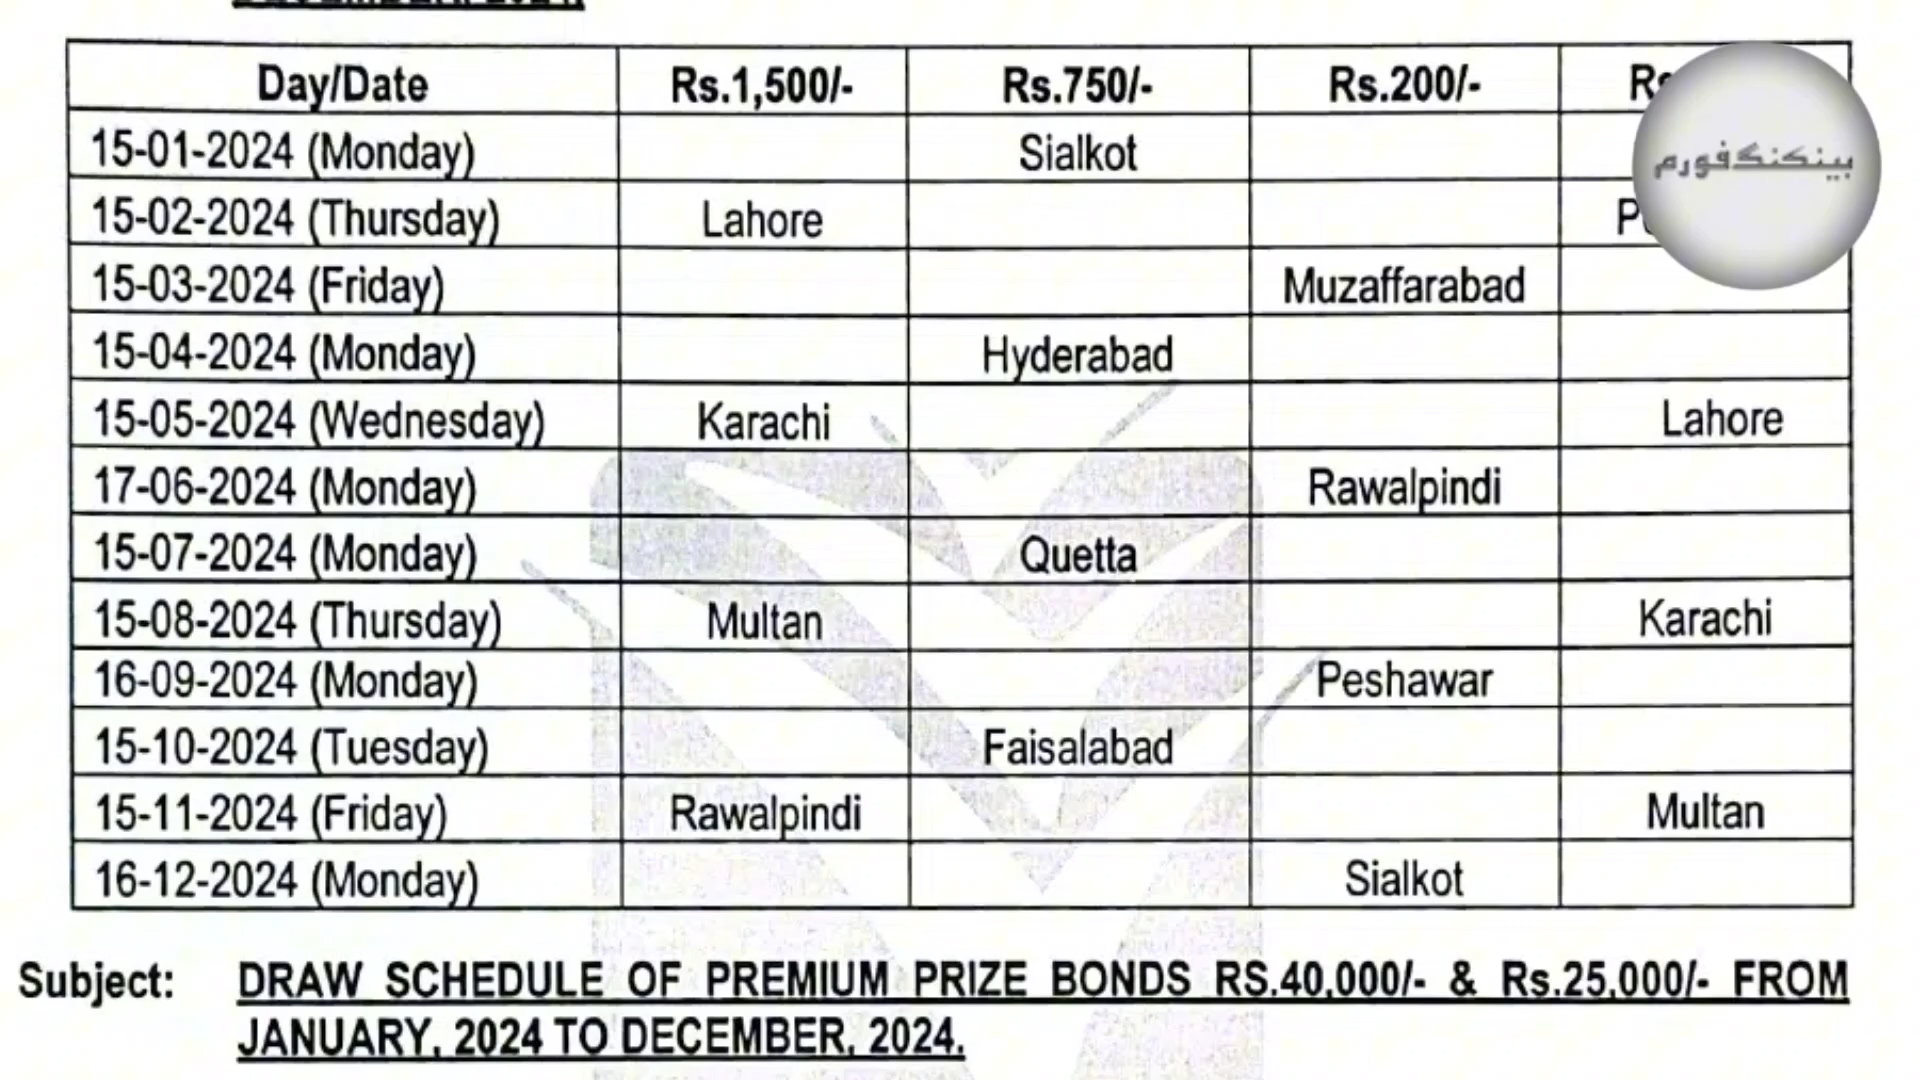 Day/Date Rs.1,500/- Rs.750/- Rs.200/-
15-01-2024 (Monday) Sialkot
بینکنگ فورم
15-02-2024 (Thursday) Lahore
15-03-2024 (Friday) Muzaffarabad
15-04-2024 (Monday) Hyderabad
15-05-2024 (Wednesday) Karachi Lahore
17-06-2024 (Monday) Rawalpindi
15-07-2024 (Monday) Quetta
15-08-2024 (Thursday) Multan Karachi
16-09-2024 (Monday) Peshawar
15-10-2024 (Tuesday) Faisalabad
15-11-2024 (Friday) Rawalpindi Multan
16-12-2024 (Monday) Sialkot
Subject: DRAW SCHEDULE OF PREMIUM PRIZE BONDS RS.40,000/- & Rs.25,000/- FROM
JANUARY, 2024 TO DECEMBER, 2024.